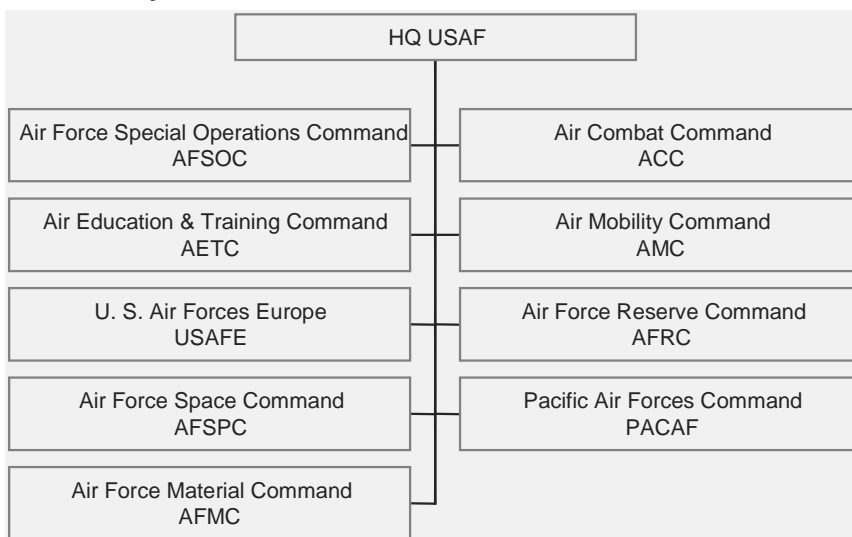 HQ USAF
Air Force Special Operations Command
AFSOC
Air Combat Command
ACC
Air Education & Training Command
AETC
Air Mobility Command
AMC
U. S. Air Forces Europe
USAFE
Air Force Reserve Command
AFRC
Air Force Space Command
AFSPC
Pacific Air Forces Command
PACAF
Air Force Material Command
AFMC